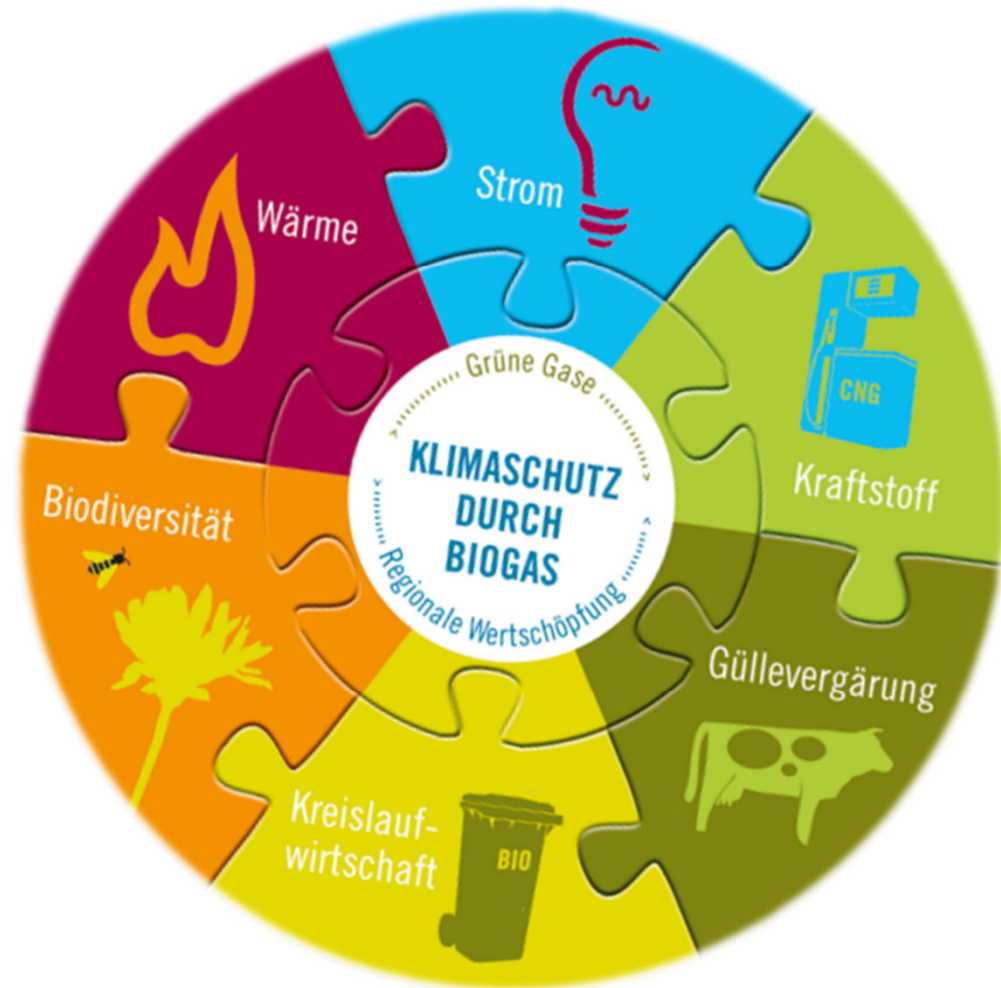 Strom
Wärme
Grüne Gase
CNG
KLIMASCHUTZ
DURCH
BIOGAS
Kraftstoff
Biodiversität
Regionale Wertschöpfung
Güllevergärung
Kreislauf-
wirtschaft
BIO